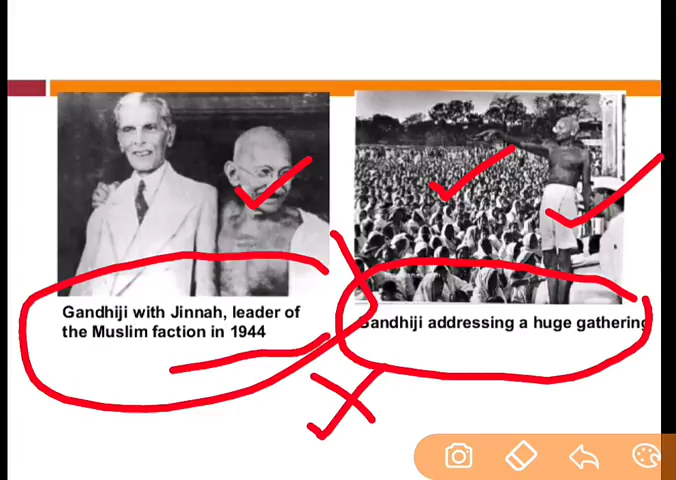 Gandhiji with Jinnah, leader of
the Muslim faction in 1944
Gandhiji addressing a huge gathering